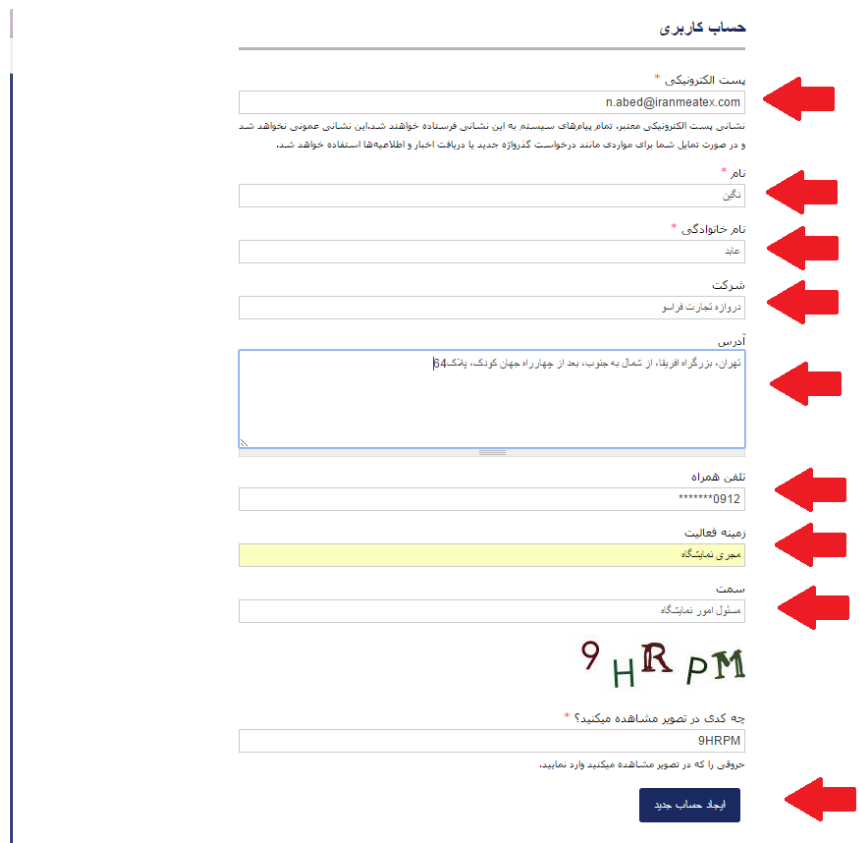 حساب کاربری
پست الکترونیکی *
n.abed@iranmeatex.com
نشانی پست الکترونیکی معتبر. تمام پیام‌های سیستم به این نشانی فرستاده خواهند شد.این نشانی عمونی نخواهد شد
و در صورت تمایل شما برای مواردی مانند درخواست گذرواژه جدید یا دریافت اخبار و اطلاعیه‌ها استفاده خواهد شد.
نام *
نگین
نام خانوادگی *
عابد
شرکت
دروازه تجارت فراسو
آدرس
تهران، بزرگراه افریقا، از شمال به جنوب، بعد از چهارراه جهان کودک، پلاک64
تلفن همراه
0912*******
زمینه فعالیت
مجری نمایشگاه
سمت
مسئول امور نمایشگاه
9HRPM
چه کدی در تصویر مشاهده میکنید؟ *
9HRPM
حروفی را که در تصویر مشاهده میکنید وارد نمایید.
ایجاد حساب جدید